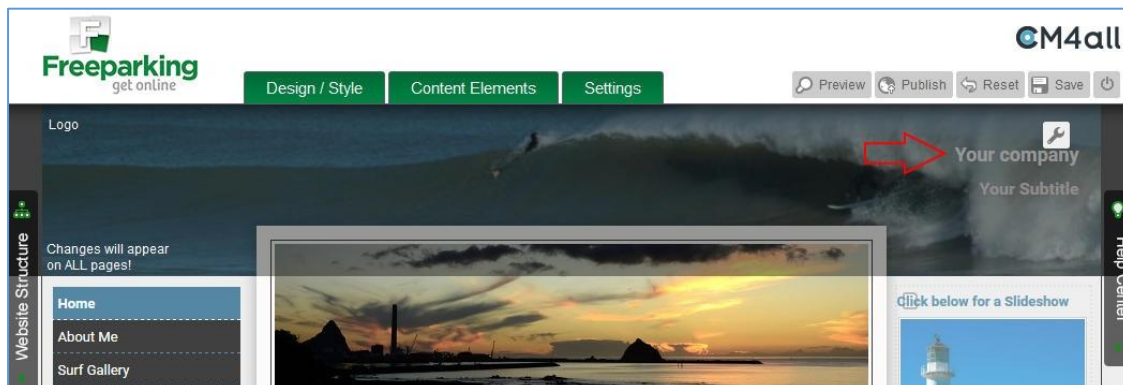 F
Freeparking
get online
CM4all
Design / Style
Content Elements
Settings
Preview
Publish
Reset
Save
Logo
Your company
Your Subtitle
Changes will appear
on ALL pages!
Website Structure
Help Center
Home
About Me
Surf Gallery
Click below for a Slideshow